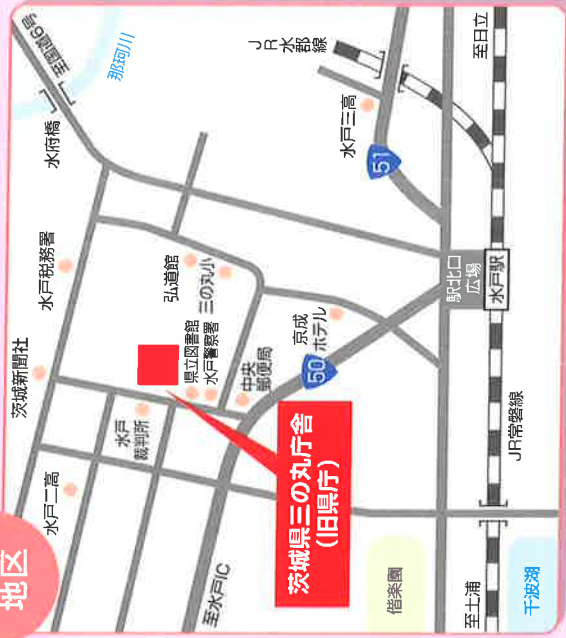 地区
至国道6号
那珂川
水府橋
JR水郡線
至日立
水戸三高
51
水戸税務署
弘道館
三の丸小
茨城新聞社
県立図書館
水戸警察署
水戸
裁判所
中央
郵便局
京成
ホテル
駅北口
広場
水戸駅
50
水戸二高
茨城県三の丸庁舎
(旧県庁)
JR常磐線
至水戸IC
偕楽園
至土浦
千波湖